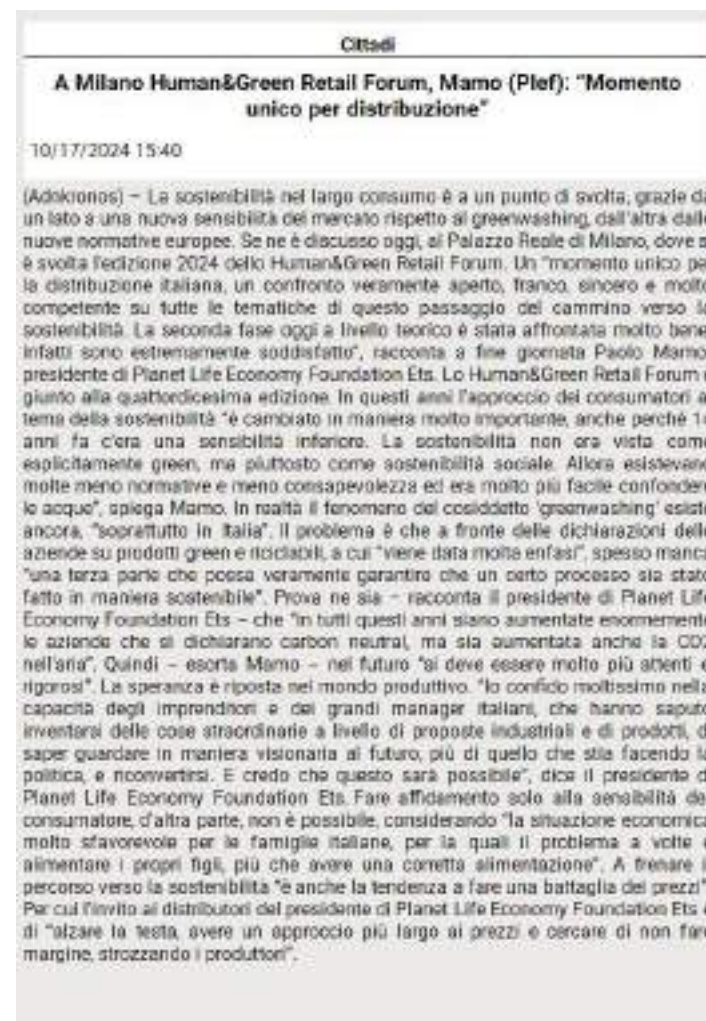 Cittadi
A Milano Human&Green Retail Forum, Mamo (Plef): “Momento
unico per distribuzione”
10/17/2024 15:40
(Adnkronos) – La sostenibilità nel largo consumo è a un punto di svolta, grazie da
un lato a una nuova sensibilità del mercato rispetto al greenwashing, dall'altra dalle
nuove normative europee. Se ne è discusso oggi, al Palazzo Reale di Milano, dove si
è svolta l'edizione 2024 dello Human&Green Retail Forum. Un “momento unico per
la distribuzione italiana, un confronto veramente aperto, franco, sincero e molto
competente su tutte le tematiche di questo passaggio del cammino verso la
sostenibilità. La seconda fase oggi a livello teorico è stata affrontata molto bene,
infatti sono estremamente soddisfatto”, racconta a fine giornata Paolo Mamo,
presidente di Planet Life Economy Foundation Ets. Lo Human&Green Retail Forum è
giunto alla quattordicesima edizione. In questi anni l'approccio dei consumatori al
tema della sostenibilità “è cambiato in maniera molto importante, anche perché 14
anni fa c'era una sensibilità inferiore. La sostenibilità non era vista come
esplicitamente green, ma piuttosto come sostenibilità sociale. Allora esistevano
molte meno normative e meno consapevolezza ed era molto più facile confondere
le acque”, spiega Mamo. In realtà il fenomeno del cosiddetto ‘greenwashing’ esiste
ancora, “soprattutto in Italia”. Il problema è che a fronte delle dichiarazioni delle
aziende su prodotti green e riciclabili, a cui “viene data molta enfasi”, spesso manca
“una terza parte che possa veramente garantire che un certo processo sia stato
fatto in maniera sostenibile”. Prova ne sia – racconta il presidente di Planet Life
Economy Foundation Ets – che “in tutti questi anni siano aumentate enormemente
le aziende che si dichiarano carbon neutral, ma sia aumentata anche la CO2
nell'aria”. Quindi – esorta Mamo – nel futuro “si deve essere molto più attenti e
rigorosi”. La speranza è riposta nel mondo produttivo. “Io confido moltissimo nella
capacità degli imprenditori e dei grandi manager italiani, che hanno saputo
inventarsi delle cose straordinarie a livello di proposte industriali e di prodotti, di
saper guardare in maniera visionaria al futuro, più di quello che stia facendo la
politica, e riconvertirsi. E credo che questo sarà possibile”, dice il presidente di
Planet Life Economy Foundation Ets. Fare affidamento solo alla sensibilità del
consumatore, d'altra parte, non è possibile, considerando “la situazione economica
molto sfavorevole per le famiglie italiane, per la quali il problema a volte è
alimentare i propri figli, più che avere una corretta alimentazione”. A frenare il
percorso verso la sostenibilità “è anche la tendenza a fare una battaglia dei prezzi”.
Per cui l'invito ai distributori del presidente di Planet Life Economy Foundation Ets è
di “alzare la testa, avere un approccio più largo ai prezzi e cercare di non fare
margine, strozzando i produttori”.